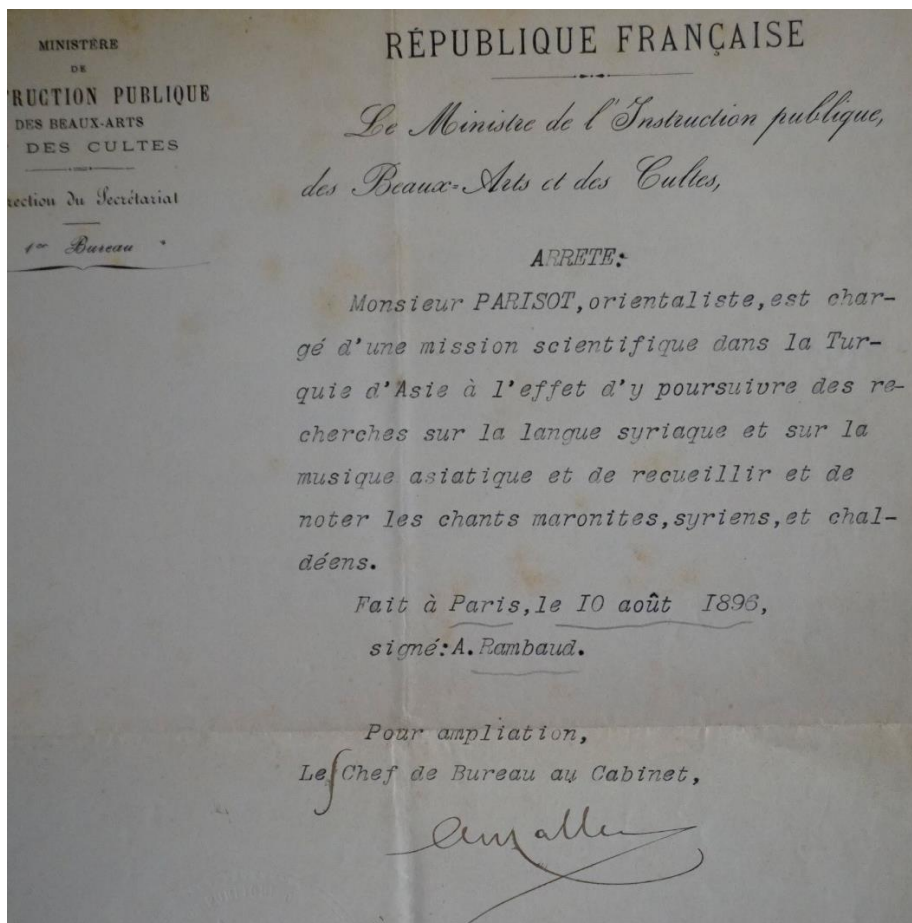 MINISTÈRE
DE
RUCTION PUBLIQUE
DES BEAUX-ARTS
DES CULTES
rection du Secrétariat
1er Bureau
RÉPUBLIQUE FRANÇAISE
Le Ministre de l'Instruction publique,
des Beaux-Arts et des Cultes,
ARRETE:
Monsieur PARISOT,orientaliste,est char-
gé d'une mission scientifique dans la Tur-
quie d'Asie à l'effet d'y poursuivre des re-
cherches sur la langue syriaque et sur la
musique asiatique et de recueillir et de
noter les chants maronites,syriens,et chal-
déens.
Fait à Paris,le IO août I896,
signé:A.Rambaud.
Pour ampliation,
Le Chef de Bureau au Cabinet,